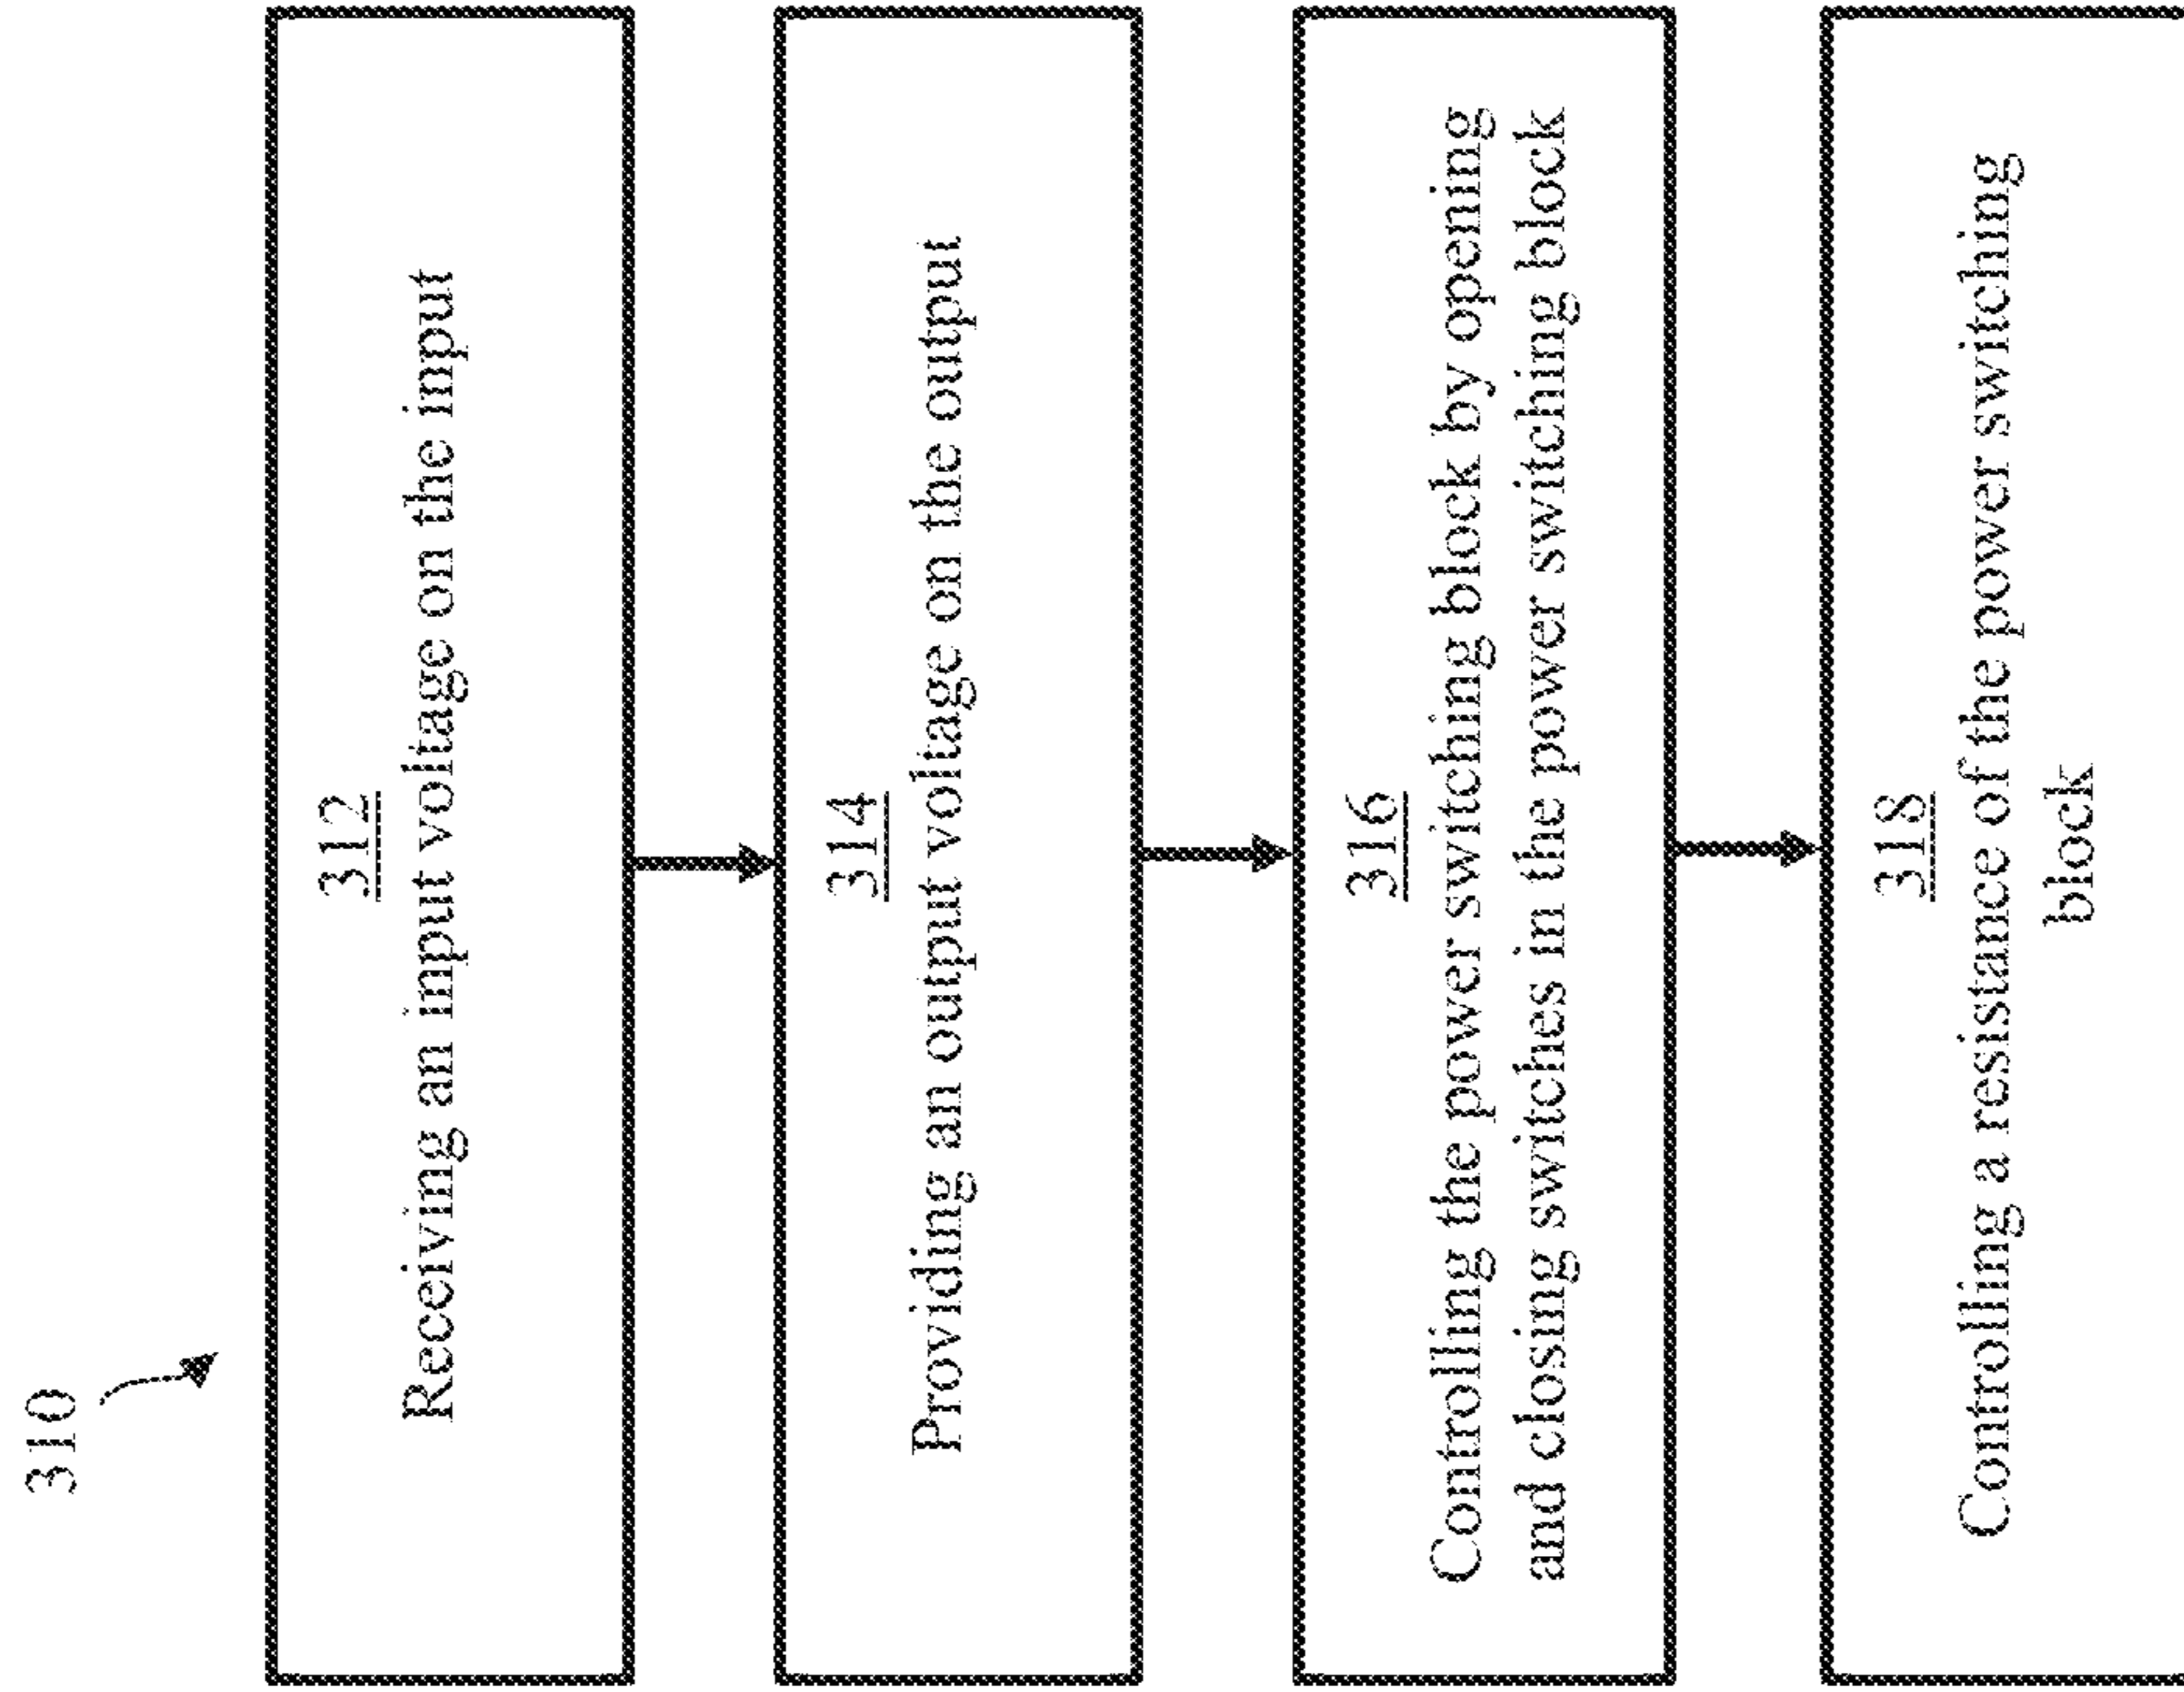 310
312
Receiving an input voltage on the input
314
Providing an output voltage on the output
316
Controlling the power switching block by opening
and closing switches in the power switching block
318
Controlling a resistance of the power switching
block